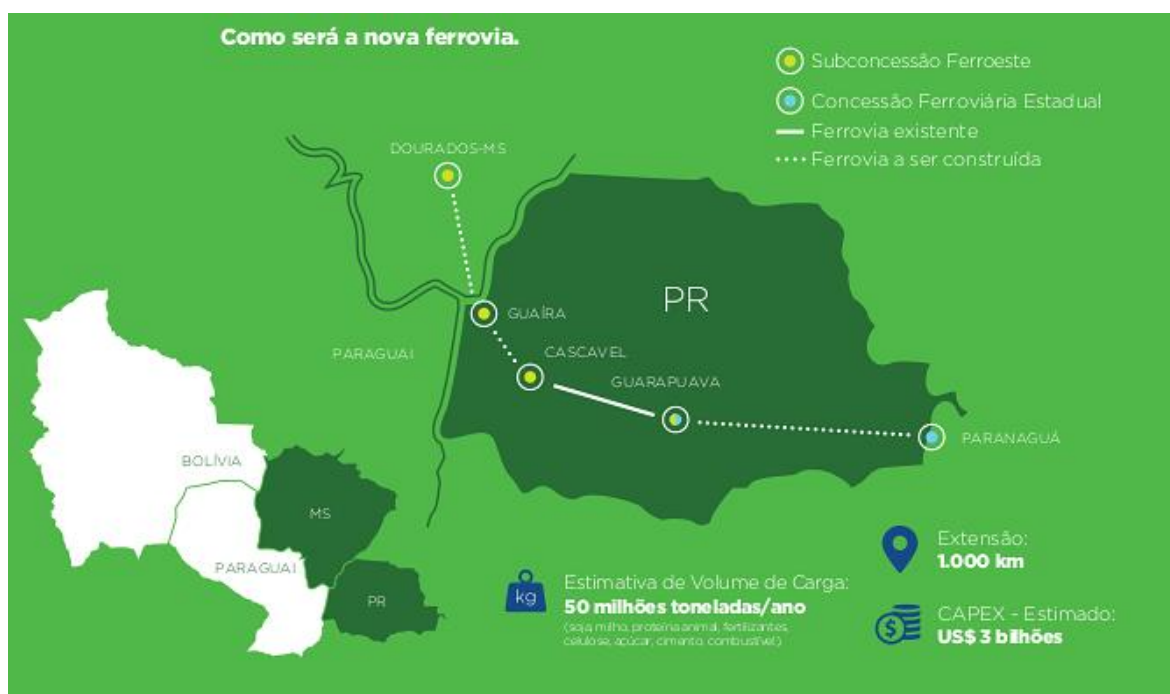 Como será a nova ferrovia.
Subconcessão Ferroeste
Concessão Ferroviária Estadual
Ferrovia existente
Ferrovia a ser construída
DOURADOS-MS
PR
GUAÍRA
PARAGUAI
CASCAVEL
GUARAPUAVA
PARANAGUÁ
BOLÍVIA
MS
PARAGUAI
PR
kg
Estimativa de Volume de Carga:
50 milhões toneladas/ano
(soja, milho, proteína animal, fertilizantes,
celulose, açúcar, cimento, combustível)
Extensão:
1.000 km
$
CAPEX - Estimado:
US$ 3 bilhões